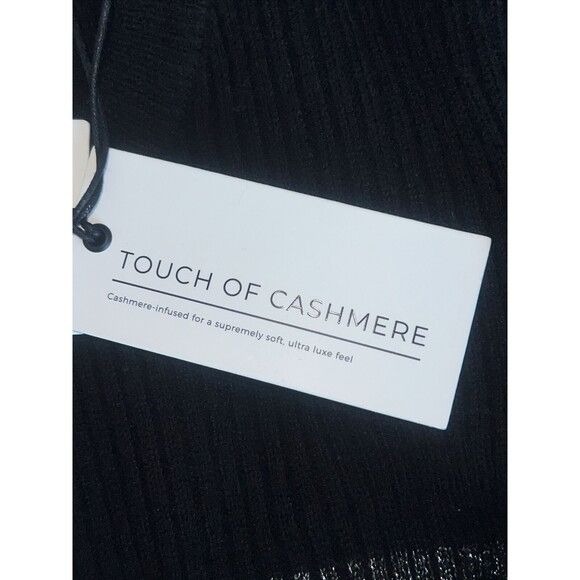 TOUCH OF CASHMERE
Cashmere-infused for a supremely soft, ultra luxe feel